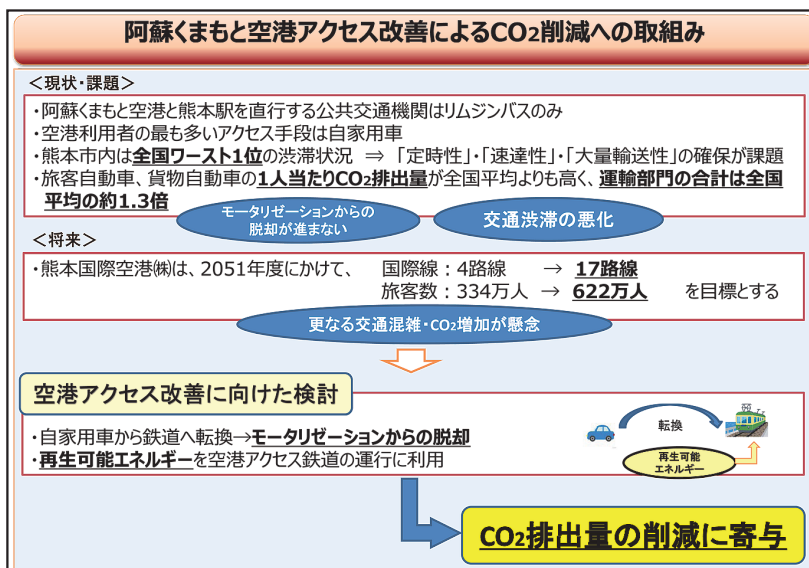 阿蘇くまもと空港アクセス改善によるCO₂削減への取組み
＜現状・課題＞
・阿蘇くまもと空港と熊本駅を直行する公共交通機関はリムジンバスのみ
・空港利用者の最も多いアクセス手段は自家用車
・熊本市内は全国ワースト1位の渋滞状況 ⇒ 「定時性」・「速達性」・「大量輸送性」の確保が課題
・旅客自動車、貨物自動車の1人当たりCO₂排出量が全国平均よりも高く、運輸部門の合計は全国
平均の約1.3倍
モータリゼーションからの
脱却が進まない
交通渋滞の悪化
＜将来＞
・熊本国際空港㈱は、2051年度にかけて、 国際線：4路線 → 17路線
旅客数：334万人 → 622万人 を目標とする
更なる交通混雑・CO₂増加が懸念
空港アクセス改善に向けた検討
・自家用車から鉄道へ転換→モータリゼーションからの脱却
・再生可能エネルギーを空港アクセス鉄道の運行に利用
転換
再生可能
エネルギー
CO₂排出量の削減に寄与